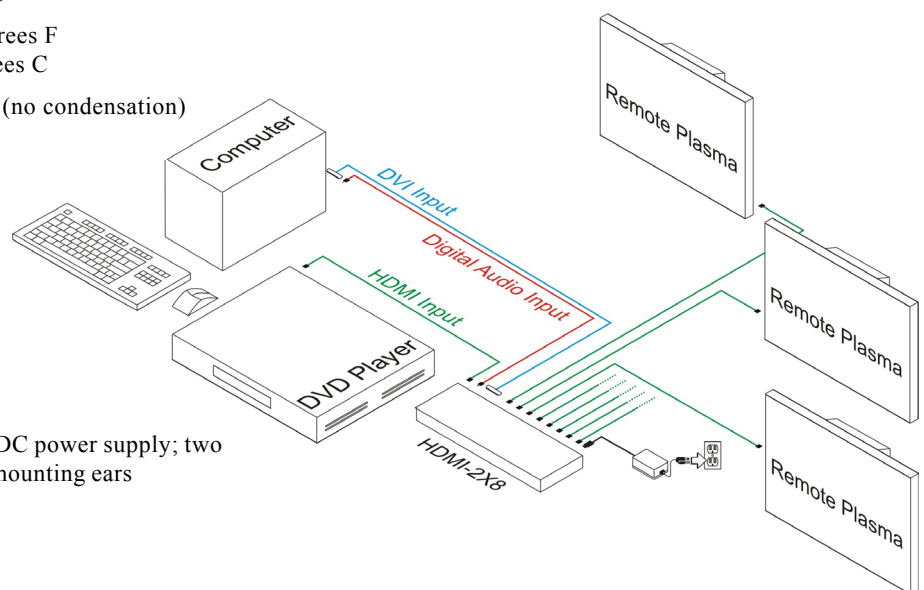 rees F
ees C
(no condensation)
Computer
DVI Input
Digital Audio Input
HDMI Input
DVD Player
HDMI-2X8
Remote Plasma
Remote Plasma
Remote Plasma
DC power supply; two
mounting ears